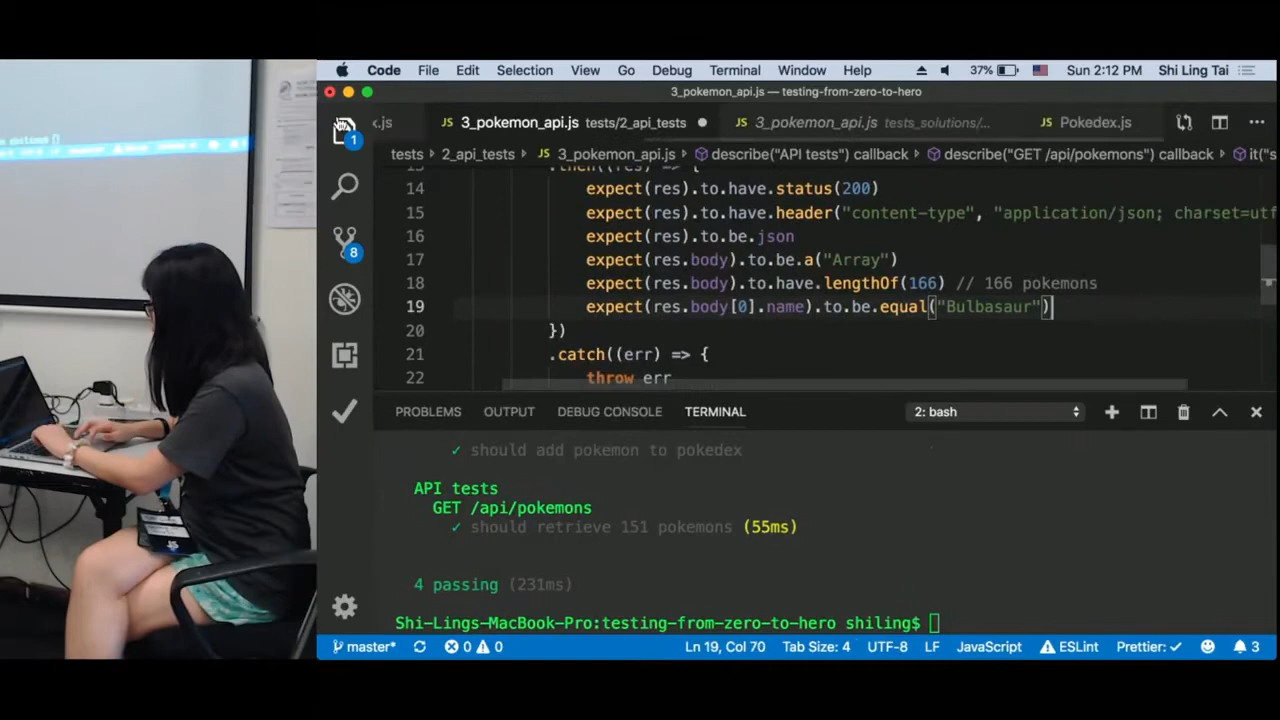 Code File Edit Selection View Go Debug Terminal Window Help 37% Sun 2:12 PM Shi Ling Tai
3_pokemon_api.js — testing-from-zero-to-hero
x.js 3_pokemon_api.js tests/2_api_tests 3_pokemon_api.js tests_solutions/... Pokedex.js
1
tests 2_api_tests JS 3_pokemon_api.js describe("API tests") callback describe("GET /api/pokemons") callback it("s
.then((res) => {
14 expect(res).to.have.status(200)
15 expect(res).to.have.header("content-type", "application/json; charset=utf
16 expect(res).to.be.json
17 expect(res.body).to.be.a("Array")
18 expect(res.body).to.have.lengthOf(166) // 166 pokemons
19 expect(res.body[0].name).to.be.equal("Bulbasaur")
20 })
21 .catch((err) => {
22 throw err
8
PROBLEMS OUTPUT DEBUG CONSOLE TERMINAL 2: bash
✓ should add pokemon to pokedex
API tests
GET /api/pokemons
✓ should retrieve 151 pokemons (55ms)
4 passing (231ms)
Shi-Lings-MacBook-Pro:testing-from-zero-to-hero shiling$
master* 0 0 Ln 19, Col 70 Tab Size: 4 UTF-8 LF JavaScript ESLint Prettier: ✓ 3